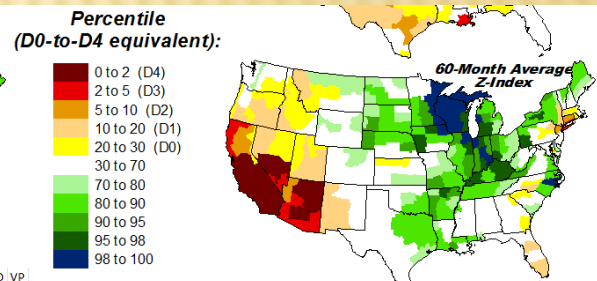 Percentile
(D0-to-D4 equivalent):
0 to 2 (D4)
2 to 5 (D3)
5 to 10 (D2)
10 to 20 (D1)
20 to 30 (D0)
30 to 70
70 to 80
80 to 90
90 to 95
95 to 98
98 to 100
60-Month Average
Z-Index
VP